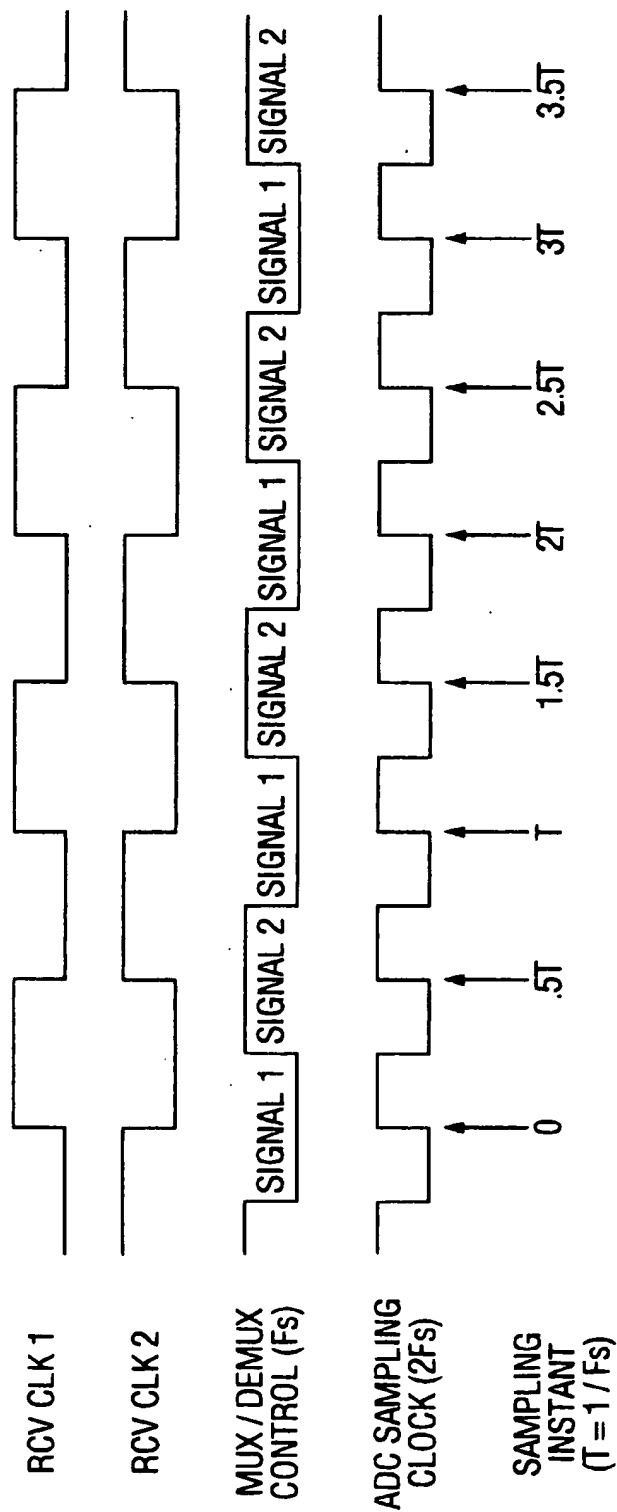 RCV CLK 1
RCV CLK 2
MUX / DEMUX
CONTROL (Fs)
SIGNAL 1 SIGNAL 2 SIGNAL 1 SIGNAL 2 SIGNAL 1 SIGNAL 2 SIGNAL 1 SIGNAL 2
ADC SAMPLING
CLOCK (2Fs)
SAMPLING
INSTANT
(T = 1 / Fs)
0 .5T T 1.5T 2T 2.5T 3T 3.5T